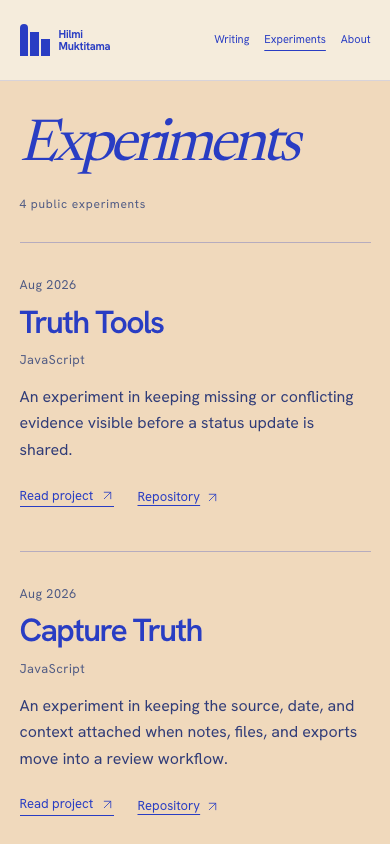 Hilmi
Muktitama
Writing
Experiments
About
Experiments
4 public experiments
Aug 2026
Truth Tools
JavaScript
An experiment in keeping missing or conflicting
evidence visible before a status update is
shared.
Read project
Repository
Aug 2026
Capture Truth
JavaScript
An experiment in keeping the source, date, and
context attached when notes, files, and exports
move into a review workflow.
Read project
Repository